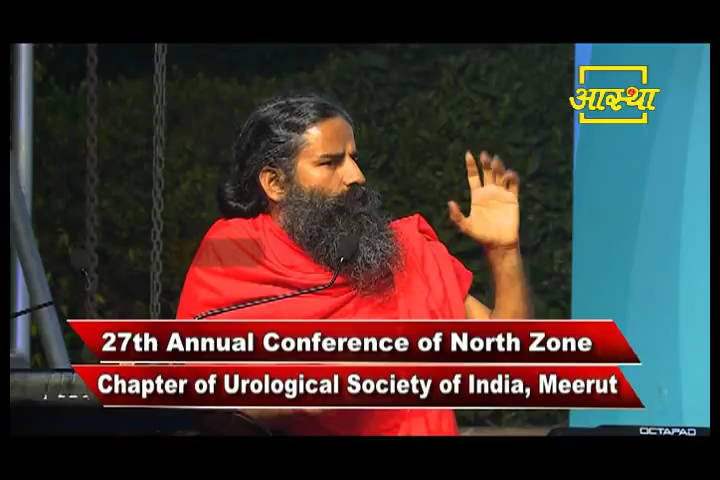 आस्था
27th Annual Conference of North Zone
Chapter of Urological Society of India, Meerut
OCTAPAD